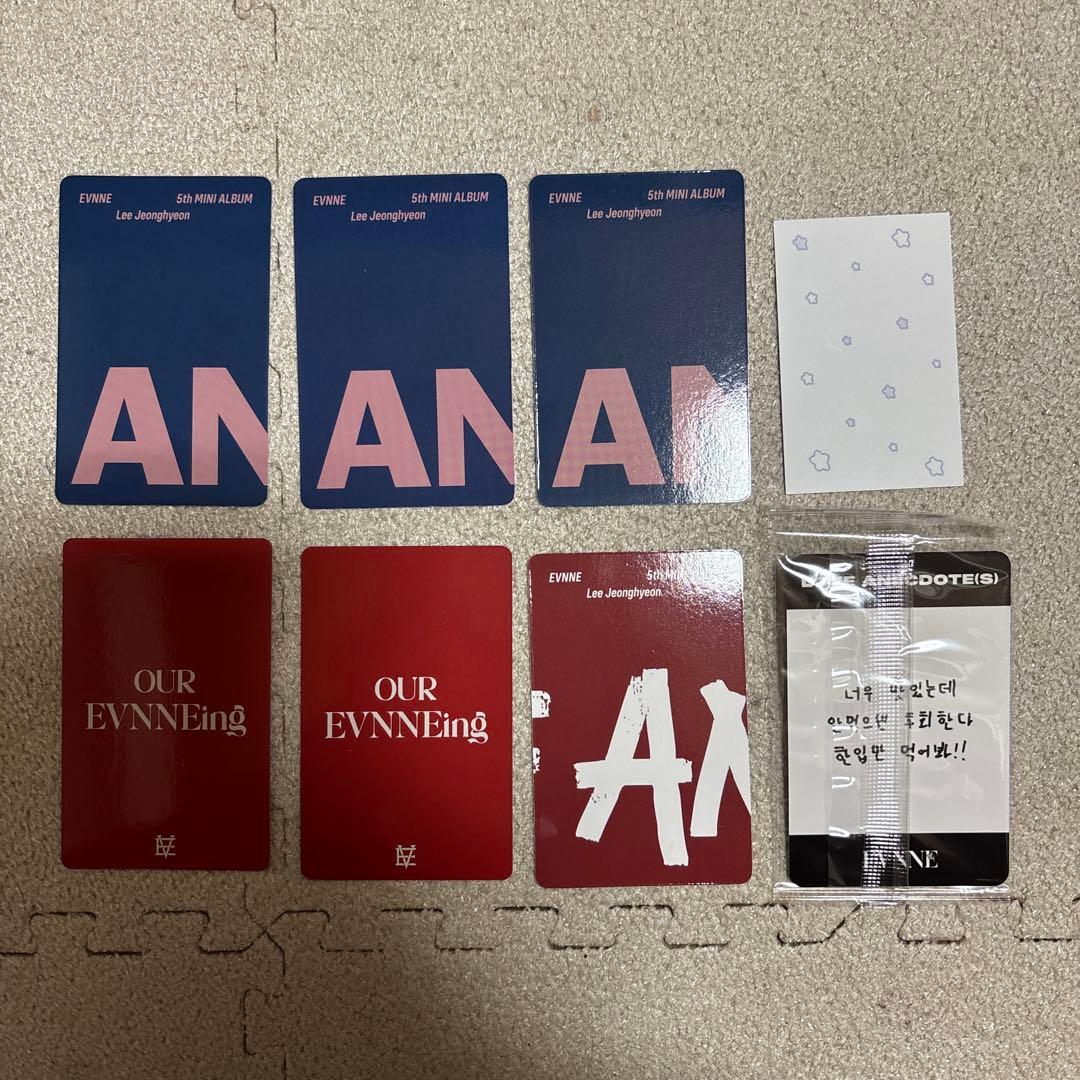 EVNNE 5th MINI ALBUM
Lee Jeonghyeon
AN
EVNNE 5th MINI ALBUM
Lee Jeonghyeon
AN
EVNNE 5th MINI ALBUM
Lee Jeonghyeon
AN
OUR
EVNNEing
OUR
EVNNEing
EVNNE 5th
Lee Jeonghyeon
AN
ANECDOTE(S)
너무 맛있는데
안먹으면 후회한다
한입만 먹어봐!!
EVNNE